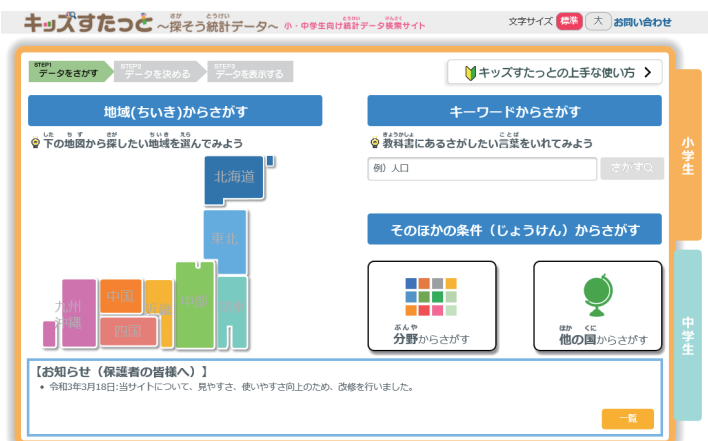 キッズすたっと ～探そう統計データ～ 小・中学生向け統計データ検索サイト
文字サイズ 標準 大 お問い合わせ
STEP1 データをさがす
STEP2 データを決める
STEP3 データを表示する
キッズすたっとの上手な使い方
地域(ちいき)からさがす
下の地図から探したい地域を選んでみよう
北海道
東北
関東
中部
近畿
中国
四国
九州
沖縄
キーワードからさがす
教科書にあるさがしたい言葉をいれてみよう
例）人口
さがす
そのほかの条件（じょうけん）からさがす
分野からさがす
他の国からさがす
小学生
中学生
【お知らせ（保護者の皆様へ）】
令和3年3月18日:当サイトについて、見やすさ、使いやすさ向上のため、改修を行いました。
一覧